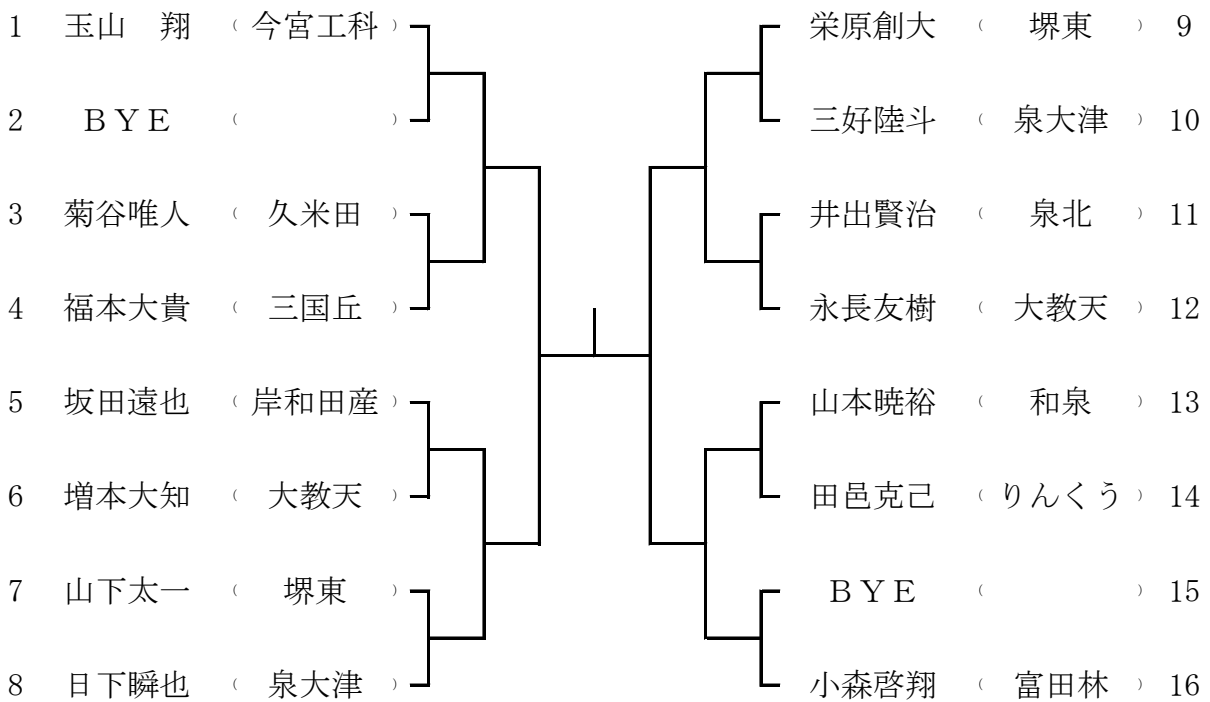 1 玉山 翔 （今宮工科） 栄原創大 （ 堺東 ） 9
2 ＢＹＥ （ ） 三好陸斗 （ 泉大津 ） 10
3 菊谷唯人 （ 久米田 ） 井出賢治 （ 泉北 ） 11
4 福本大貴 （ 三国丘 ） 永長友樹 （ 大教天 ） 12
5 坂田遠也 （岸和田産） 山本暁裕 （ 和泉 ） 13
6 増本大知 （ 大教天 ） 田邑克己 （りんくう） 14
7 山下太一 （ 堺東 ） ＢＹＥ （ ） 15
8 日下瞬也 （ 泉大津 ） 小森啓翔 （ 富田林 ） 16